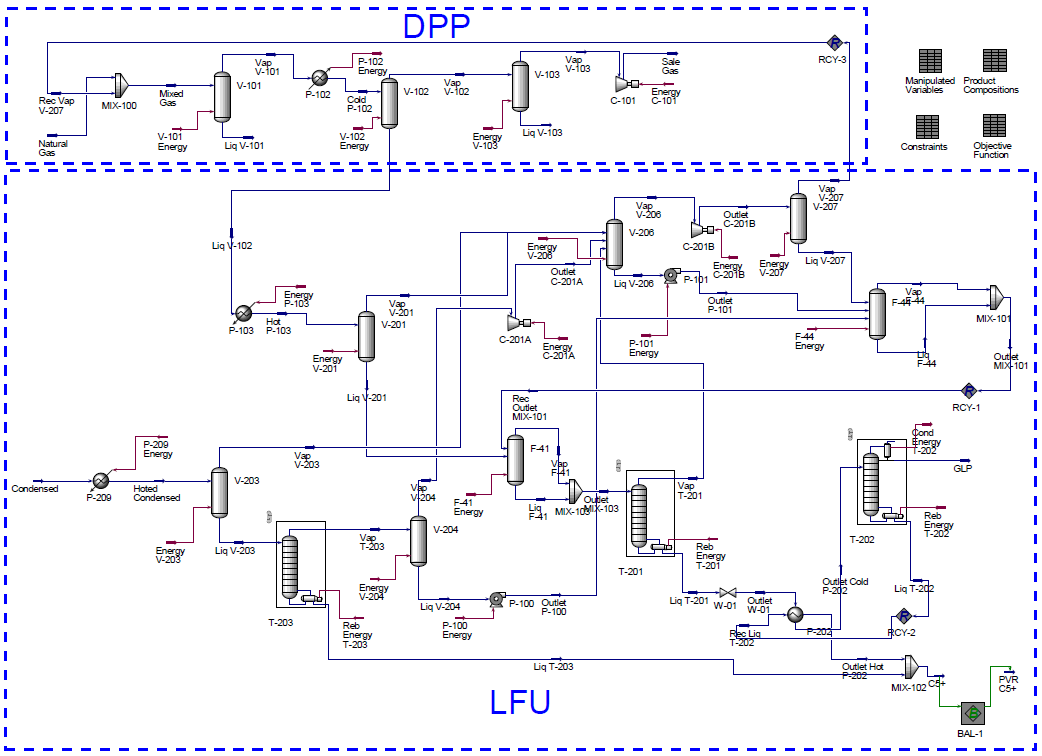 DPP
RCY-3
Vap
V-101
P-102
Energy
Vap
V-103
Sale
Gas
V-101
P-102
Cold
P-102
V-102
Vap
V-102
V-103
C-101
Energy
C-101
Rec Vap
V-207
MIX-100
Mixed
Gas
Natural
Gas
V-101
Energy
Liq V-101
V-102
Energy
Energy
V-103
Liq V-103
Manipulated
Variables
Product
Compositions
Constraints
Objective
Function
Liq V-102
Energy
P-103
P-103
Hot
P-103
Vap
V-201
V-201
Energy
V-201
Liq V-201
Vap
V-206
V-206
Energy
V-206
Outlet
C-201A
Liq V-206
P-101
C-201A
Energy
C-201A
Outlet
C-201B
C-201B
Energy
C-201B
Outlet
P-101
P-101
Energy
Vap
V-207
V-207
Energy
V-207
Liq V-207
Vap
F-44
F-44
F-44
Energy
Liq
F-44
MIX-101
Outlet
MIX-101
RCY-1
Rec
Outlet
MIX-101
P-209
Energy
Condensed
P-209
Hoted
Condensed
Vap
V-203
V-203
Energy
V-203
Liq V-203
Vap
T-203
T-203
Reb
Energy
T-203
Vap
V-204
V-204
Energy
V-204
Liq V-204
P-100
P-100
Energy
Outlet
P-100
F-41
Vap
F-41
F-41
Energy
Liq
F-41
MIX-103
Outlet
MIX-103
Vap
T-201
T-201
Reb
Energy
T-201
Liq T-201
W-01
Outlet
W-01
Rec Liq
T-202
P-202
Outlet Cold
P-202
Cond
Energy
T-202
GLP
Reb
Energy
T-202
T-202
Liq T-202
RCY-2
Liq T-203
Outlet Hot
P-202
MIX-102
C5+
PVR
C5+
BAL-1
LFU